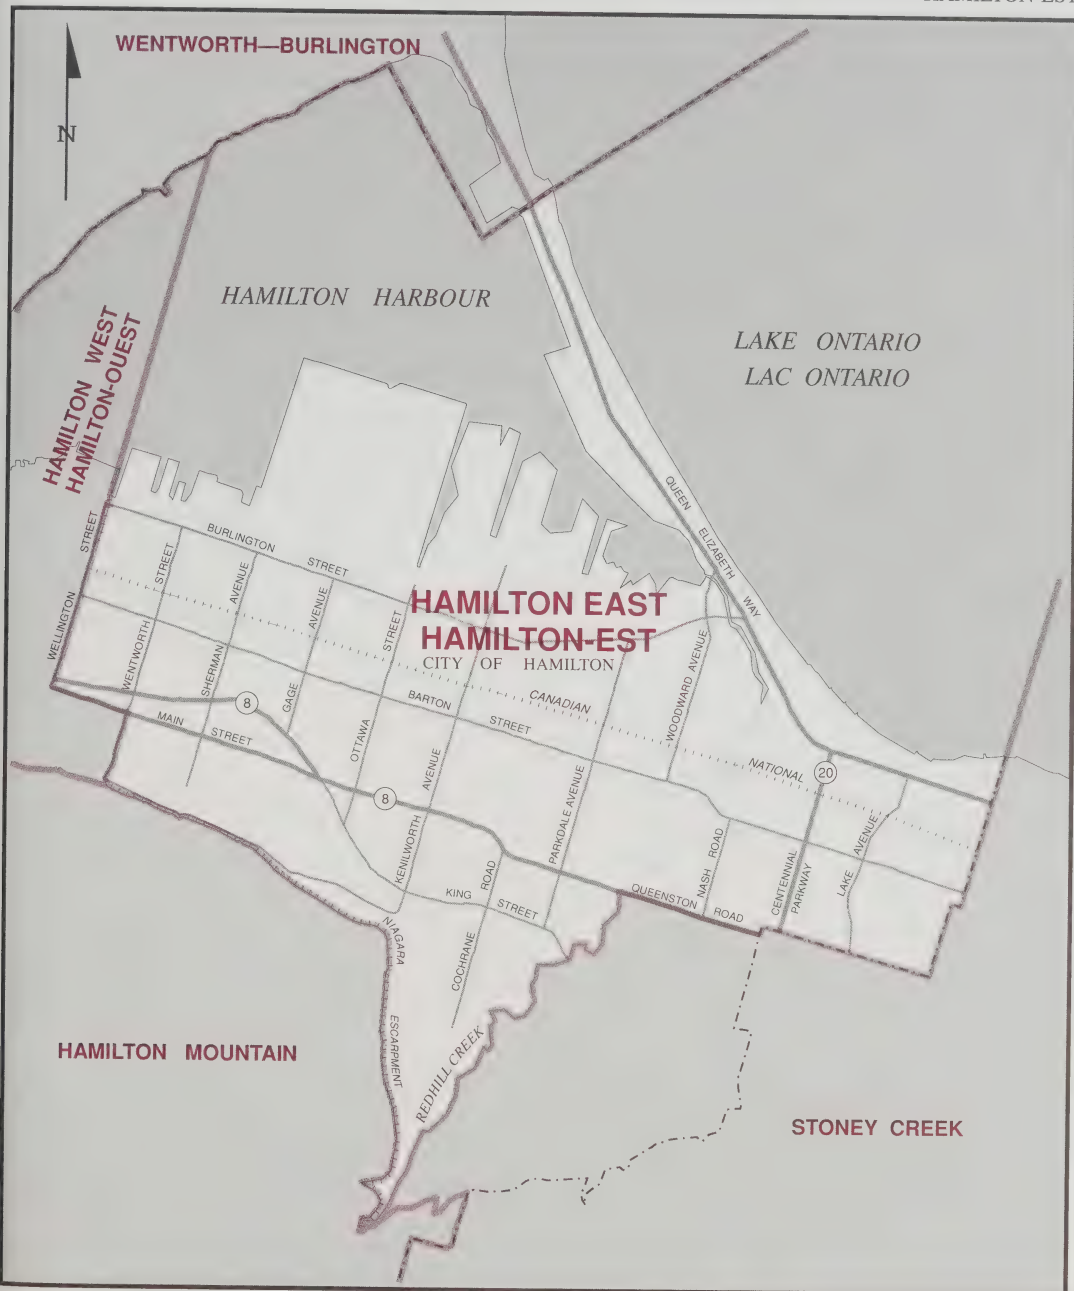 WENTWORTH—BURLINGTON
N
HAMILTON HARBOUR
LAKE ONTARIO
LAC ONTARIO
HAMILTON WEST
HAMILTON-OUEST
QUEEN ELIZABETH WAY
BURLINGTON STREET
WELLINGTON STREET
WENTWORTH STREET
SHERMAN AVENUE
GAGE AVENUE
OTTAWA STREET
HAMILTON EAST
HAMILTON-EST
CITY OF HAMILTON
CANADIAN NATIONAL
BARTON STREET
WOODWARD AVENUE
8
MAIN STREET
8
20
KENILWORTH AVENUE
PARKDALE AVENUE
NASH ROAD
CENTENNIAL
PARKWAY
LAKE AVENUE
QUEENSTON ROAD
KING STREET
COCHRANE ROAD
NIAGARA ESCARPMENT
REDHILL CREEK
HAMILTON MOUNTAIN
STONEY CREEK